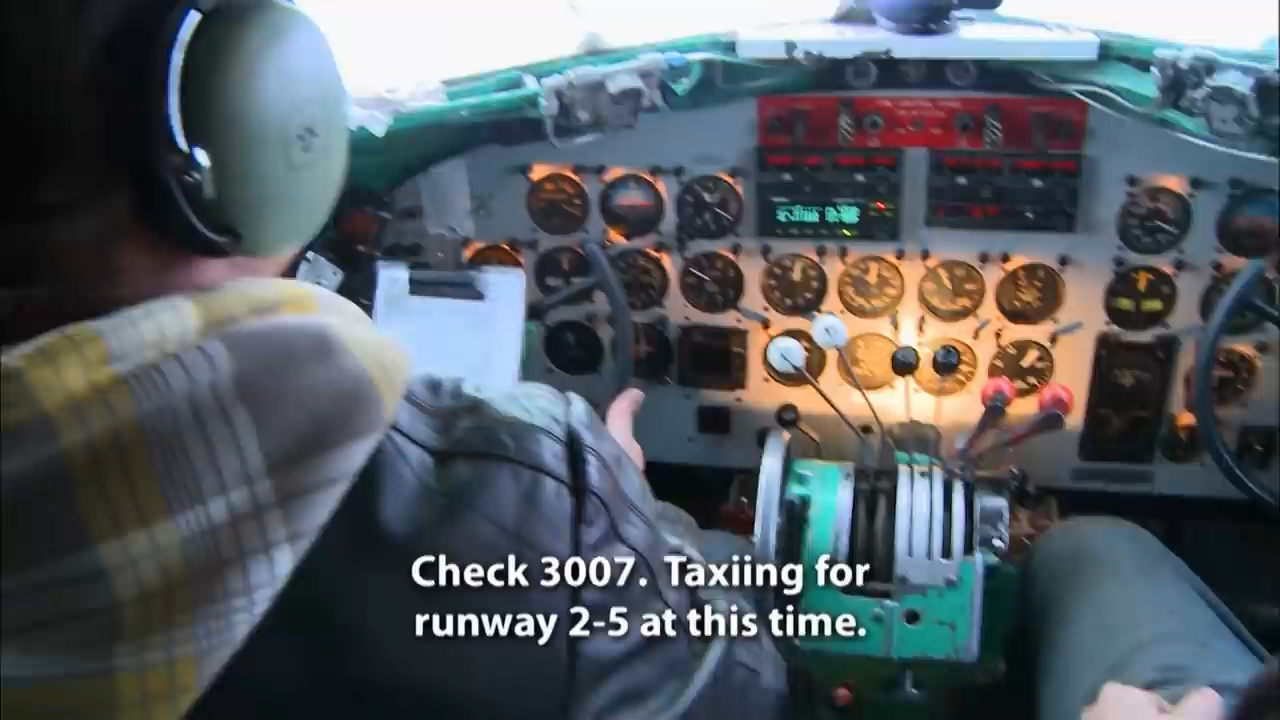 Check 3007.  Taxiing for
runway 2-5 at this time.